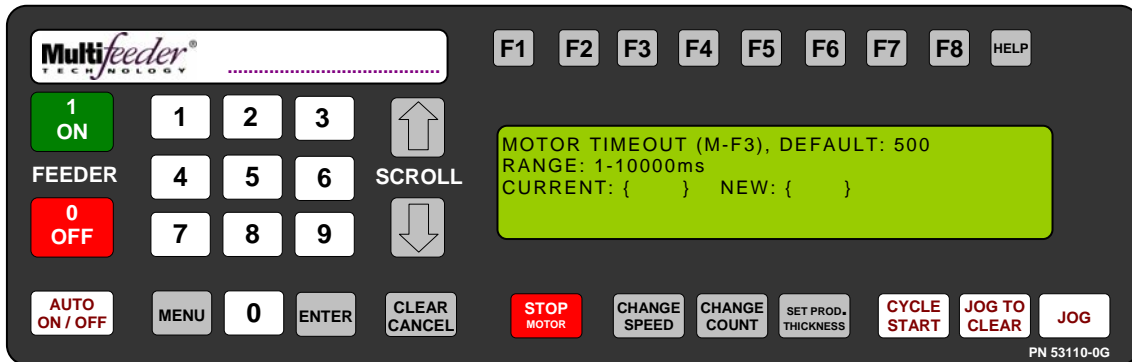 Multifeeder®
TECHNOLOGY
F1 F2 F3 F4 F5 F6 F7 F8 HELP
1
ON
FEEDER
0
OFF
1 2 3
4 5 6
7 8 9
SCROLL
MOTOR TIMEOUT (M-F3), DEFAULT: 500
RANGE: 1-10000ms
CURRENT: { } NEW: { }
AUTO
ON / OFF
MENU
0
ENTER
CLEAR
CANCEL
STOP
MOTOR
CHANGE
SPEED
CHANGE
COUNT
SET PROD.
THICKNESS
CYCLE
START
JOG TO
CLEAR
JOG
PN 53110-0G